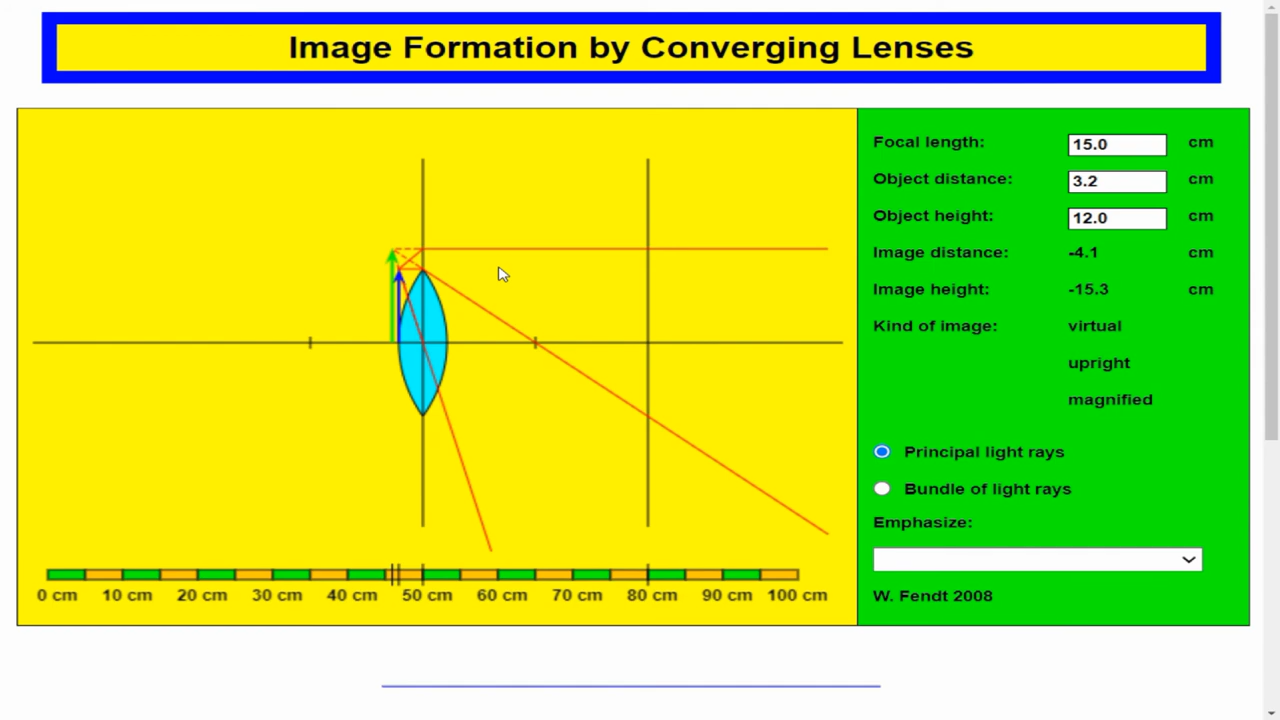 Image Formation by Converging Lenses
Focal length: 15.0 cm
Object distance: 3.2 cm
Object height: 12.0 cm
Image distance: -4.1 cm
Image height: -15.3 cm
Kind of image: virtual
upright
magnified
Principal light rays
Bundle of light rays
Emphasize:
W. Fendt 2008
0 cm 10 cm 20 cm 30 cm 40 cm 50 cm 60 cm 70 cm 80 cm 90 cm 100 cm